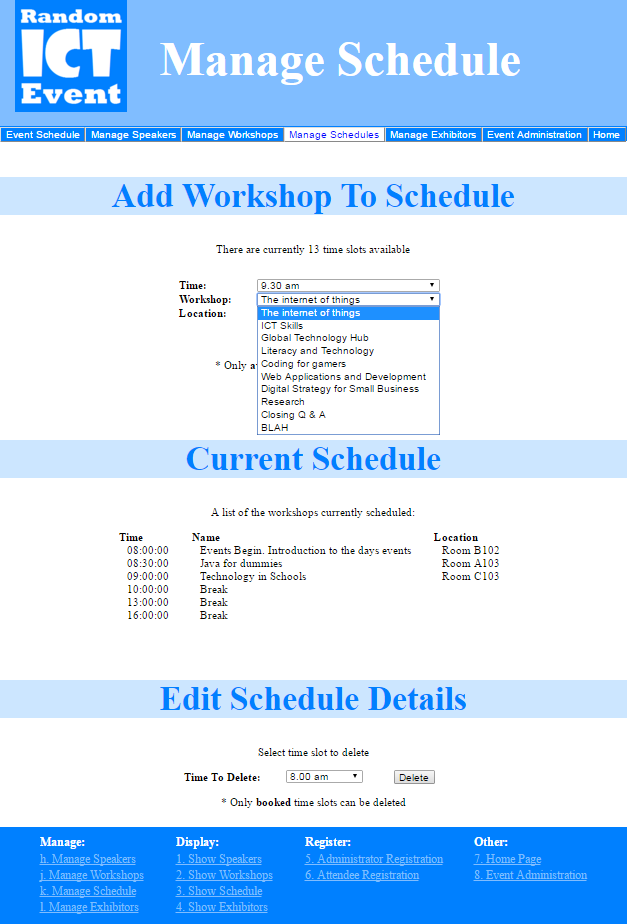 Random
ICT
Event
Manage Schedule
Event Schedule Manage Speakers Manage Workshops Manage Schedules Manage Exhibitors Event Administration Home
Add Workshop To Schedule
There are currently 13 time slots available
Time: 9.30 am
Workshop: The internet of things
Location: The internet of things
ICT Skills
Global Technology Hub
Literacy and Technology
* Only Coding for gamers
Web Applications and Development
Digital Strategy for Small Business
Research
Closing Q & A
BLAH
Current Schedule
A list of the workshops currently scheduled:
Time Name Location
08:00:00 Events Begin. Introduction to the days events Room B102
08:30:00 Java for dummies Room A103
09:00:00 Technology in Schools Room C103
10:00:00 Break
13:00:00 Break
16:00:00 Break
Edit Schedule Details
Select time slot to delete
Time To Delete: 8.00 am Delete
* Only booked time slots can be deleted
Manage: Display: Register: Other:
h. Manage Speakers 1. Show Speakers 5. Administrator Registration 7. Home Page
j. Manage Workshops 2. Show Workshops 6. Attendee Registration 8. Event Administration
k. Manage Schedule 3. Show Schedule
l. Manage Exhibitors 4. Show Exhibitors